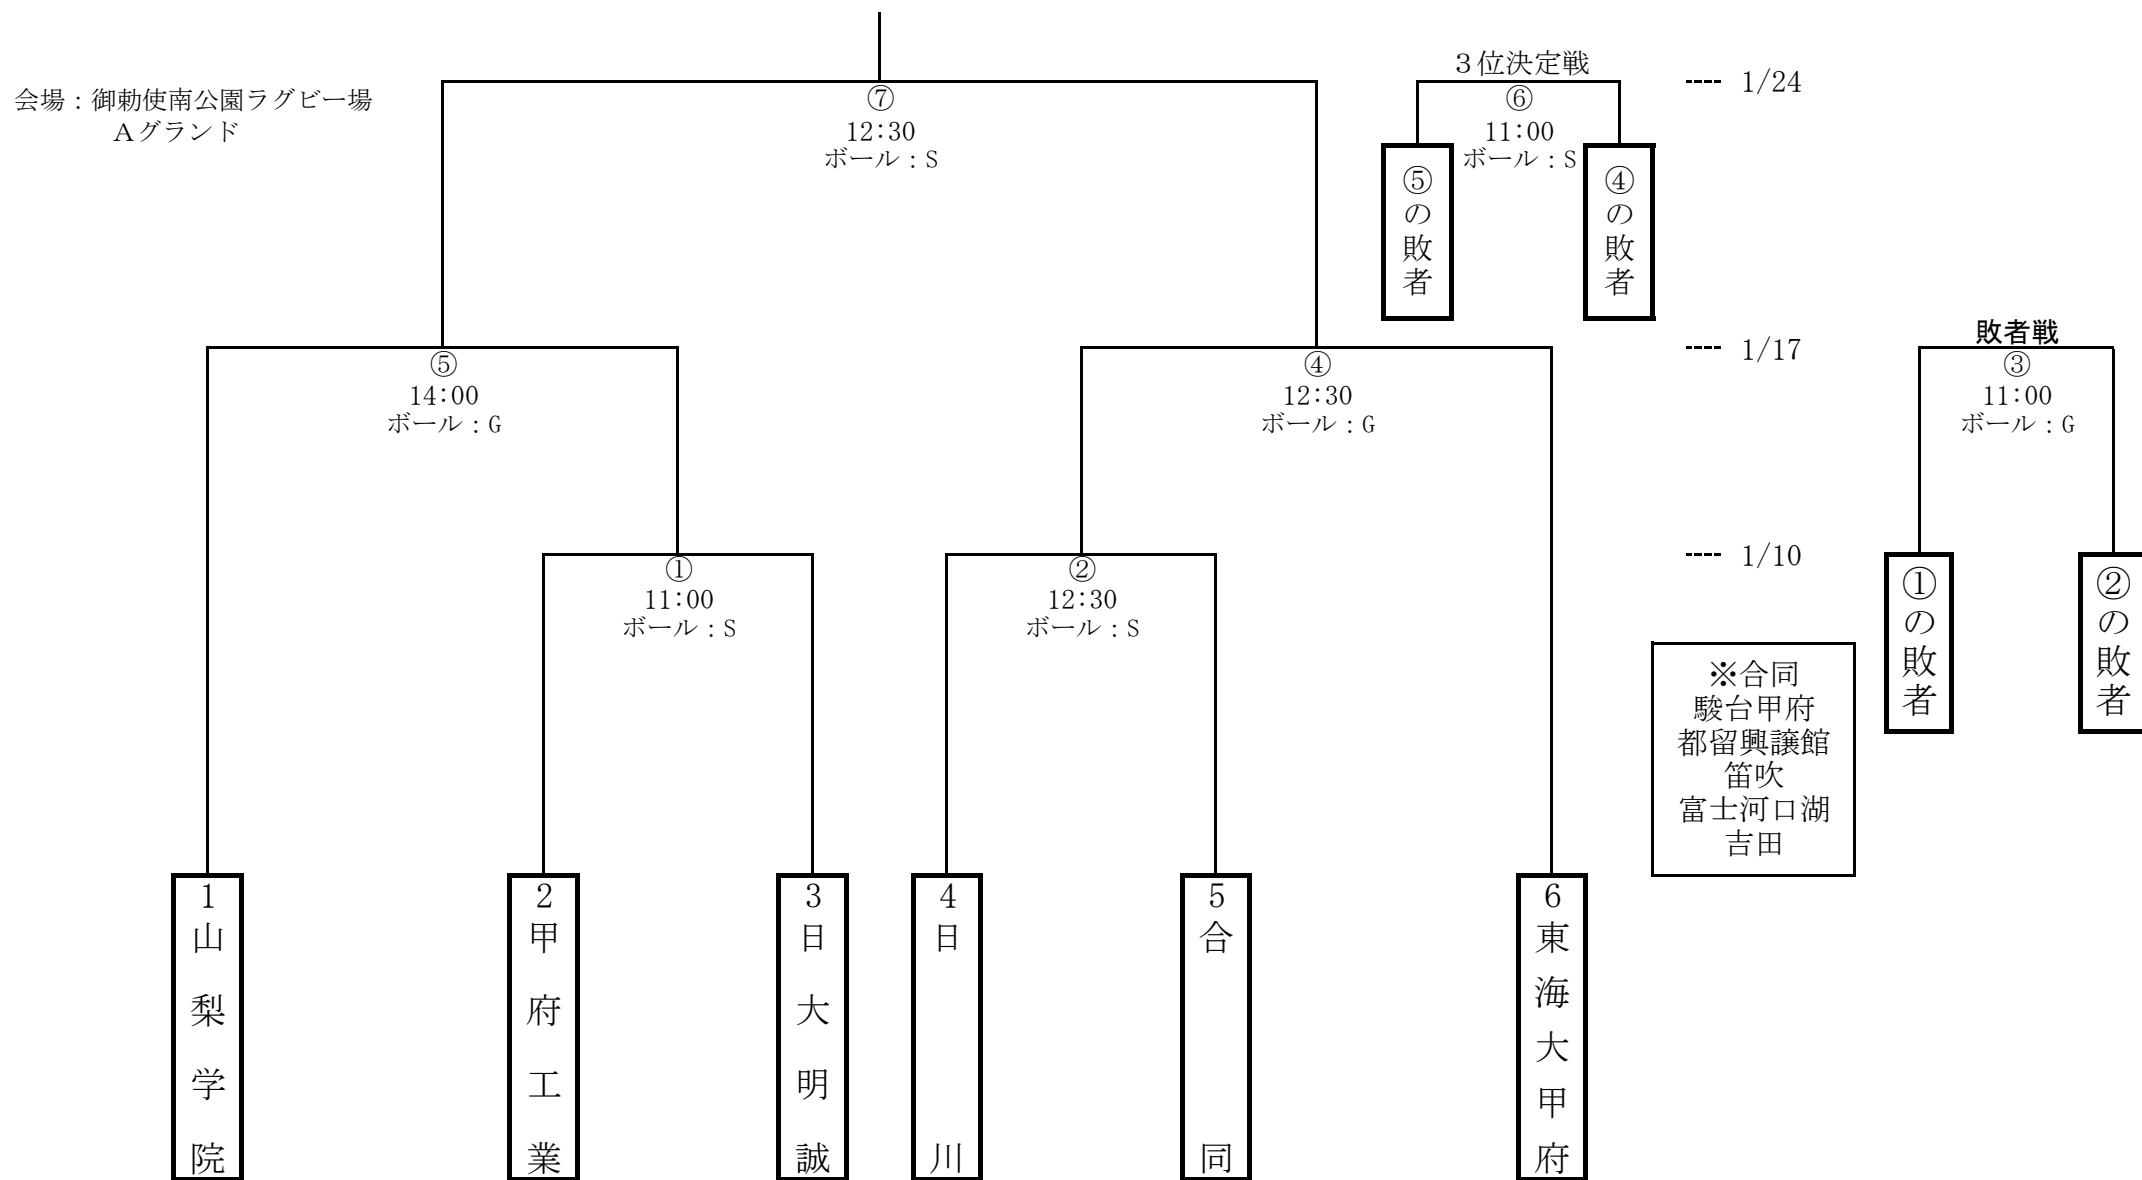 会場：御勅使南公園ラグビー場
Ａグランド
⑦
12:30
ボール：S
３位決定戦
⑥
11:00
ボール：S
⑤の敗者
④の敗者
---- 1/24
⑤
14:00
ボール：G
④
12:30
ボール：G
---- 1/17
敗者戦
③
11:00
ボール：G
①
11:00
ボール：S
②
12:30
ボール：S
---- 1/10
①の敗者
②の敗者
※合同
駿台甲府
都留興譲館
笛吹
富士河口湖
吉田
1 山梨学院
2 甲府工業
3 日大明誠
4 日川
5 合同
6 東海大甲府